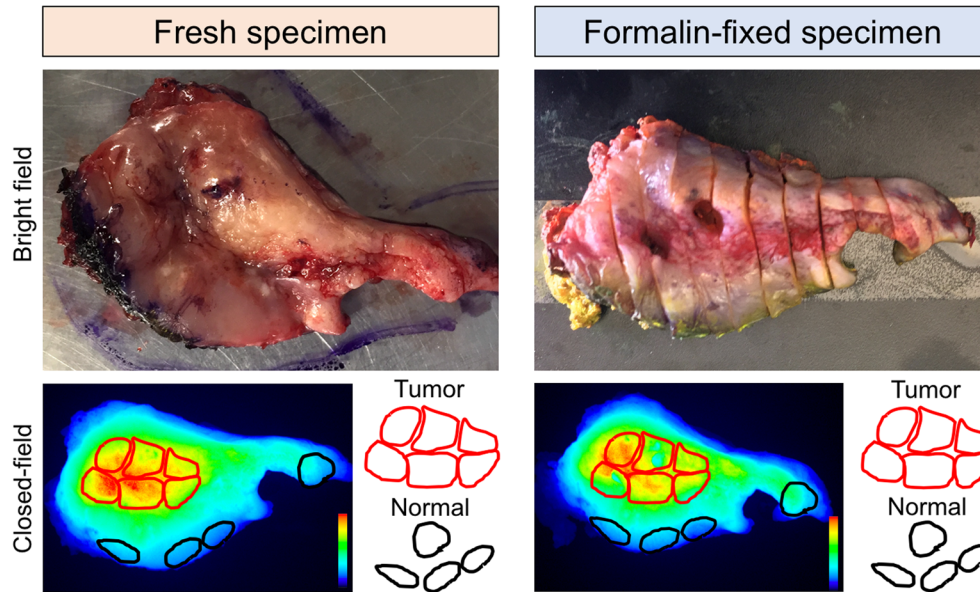 Fresh specimen
Formalin-fixed specimen
Bright field
Closed-field
Tumor
Normal
Tumor
Normal